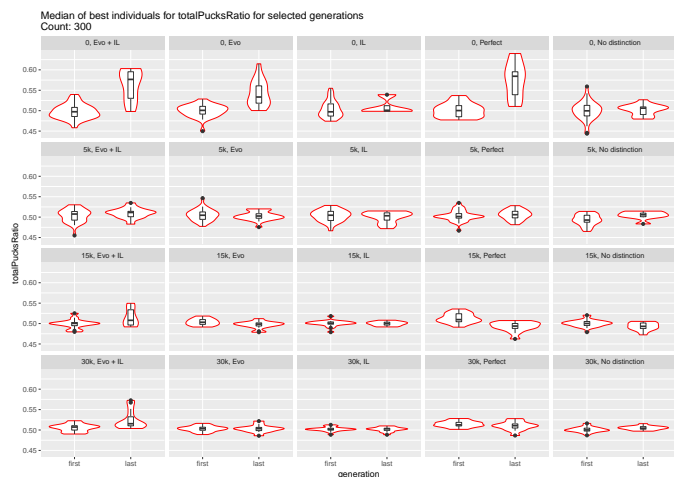 Median of best individuals for totalPucksRatio for selected generations
Count: 300
0, Evo + IL
0, Evo
0, IL
0, Perfect
0, No distinction
0.60
0.55
0.50
0.45
5k, Evo + IL
5k, Evo
5k, IL
5k, Perfect
5k, No distinction
0.60
0.55
0.50
0.45
totalPucksRatio
15k, Evo + IL
15k, Evo
15k, IL
15k, Perfect
15k, No distinction
0.60
0.55
0.50
0.45
30k, Evo + IL
30k, Evo
30k, IL
30k, Perfect
30k, No distinction
0.60
0.55
0.50
0.45
first last first last first last first last first last
generation